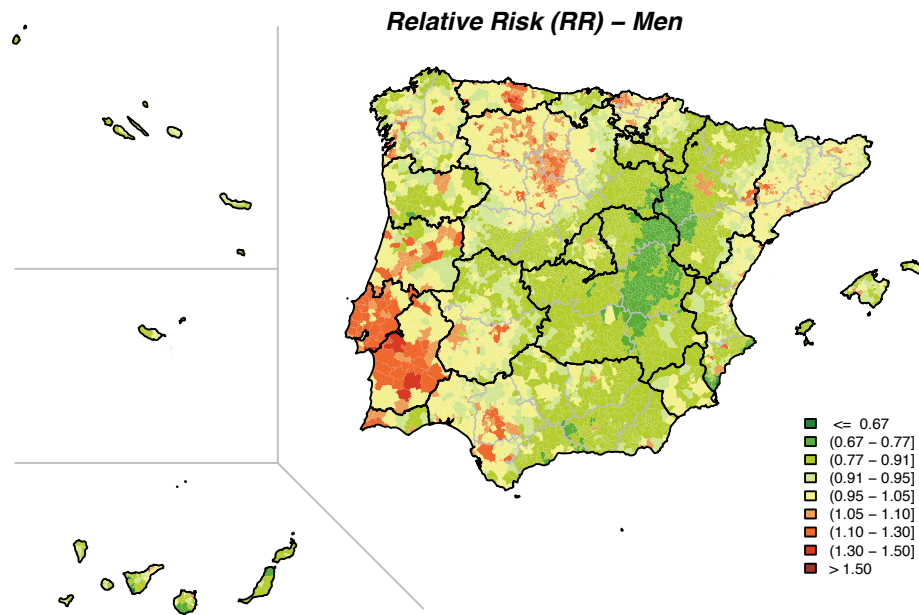 Relative Risk (RR) – Men
<= 0.67
(0.67 – 0.77]
(0.77 – 0.91]
(0.91 – 0.95]
(0.95 – 1.05]
(1.05 – 1.10]
(1.10 – 1.30]
(1.30 – 1.50]
> 1.50